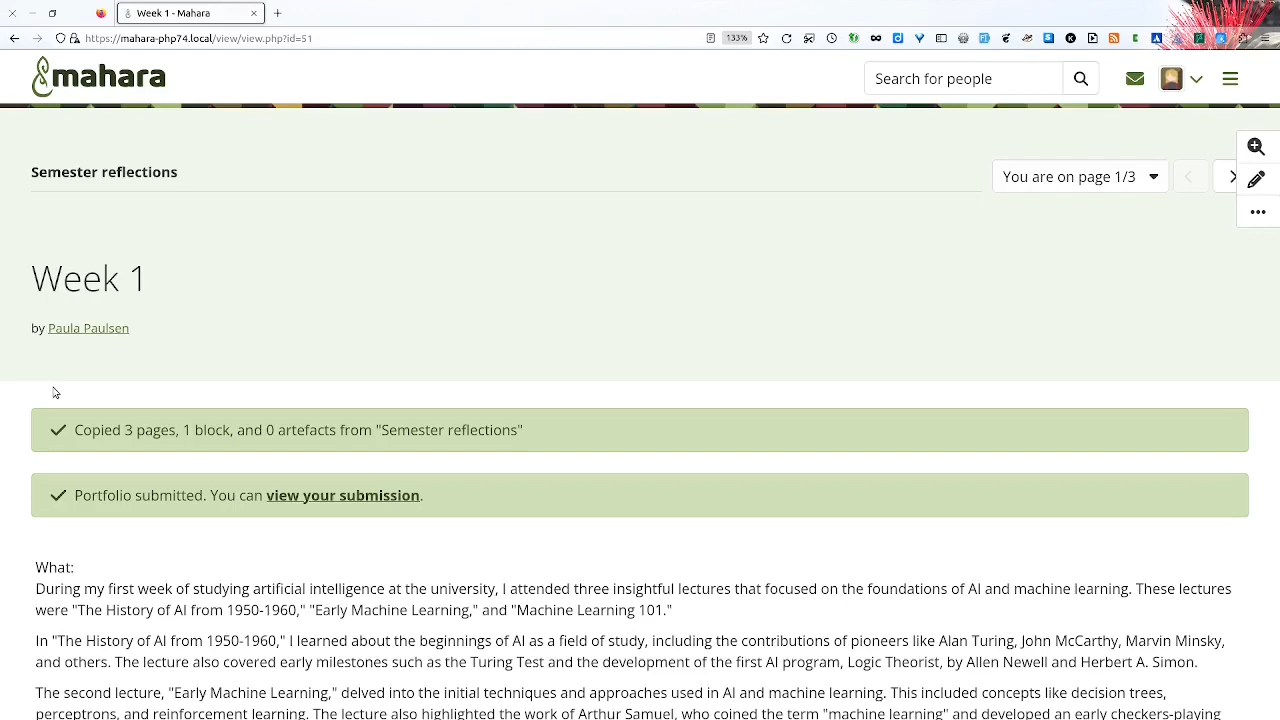 Week 1 - Mahara
https://mahara-php74.local/view/view.php?id=51
133%
mahara
Search for people
Semester reflections
You are on page 1/3
Week 1
by Paula Paulsen
Copied 3 pages, 1 block, and 0 artefacts from "Semester reflections"
Portfolio submitted. You can view your submission.
What:
During my first week of studying artificial intelligence at the university, I attended three insightful lectures that focused on the foundations of AI and machine learning. These lectures
were "The History of AI from 1950-1960," "Early Machine Learning," and "Machine Learning 101."
In "The History of AI from 1950-1960," I learned about the beginnings of AI as a field of study, including the contributions of pioneers like Alan Turing, John McCarthy, Marvin Minsky,
and others. The lecture also covered early milestones such as the Turing Test and the development of the first AI program, Logic Theorist, by Allen Newell and Herbert A. Simon.
The second lecture, "Early Machine Learning," delved into the initial techniques and approaches used in AI and machine learning. This included concepts like decision trees,
perceptrons, and reinforcement learning. The lecture also highlighted the work of Arthur Samuel, who coined the term "machine learning" and developed an early checkers-playing